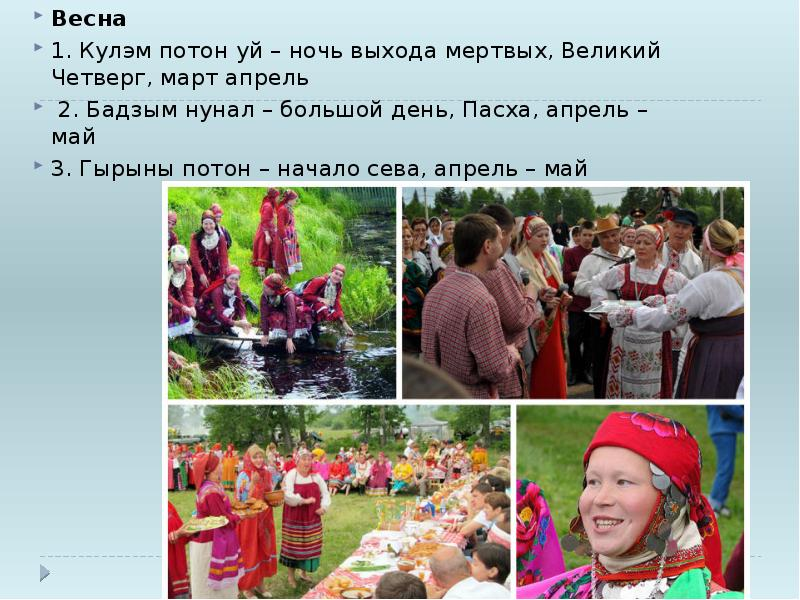 Весна
1. Кулэм потон уй – ночь выхода мертвых, Великий
Четверг, март апрель
2. Бадзым нунал – большой день, Пасха, апрель –
май
3. Гырыны потон – начало сева, апрель – май